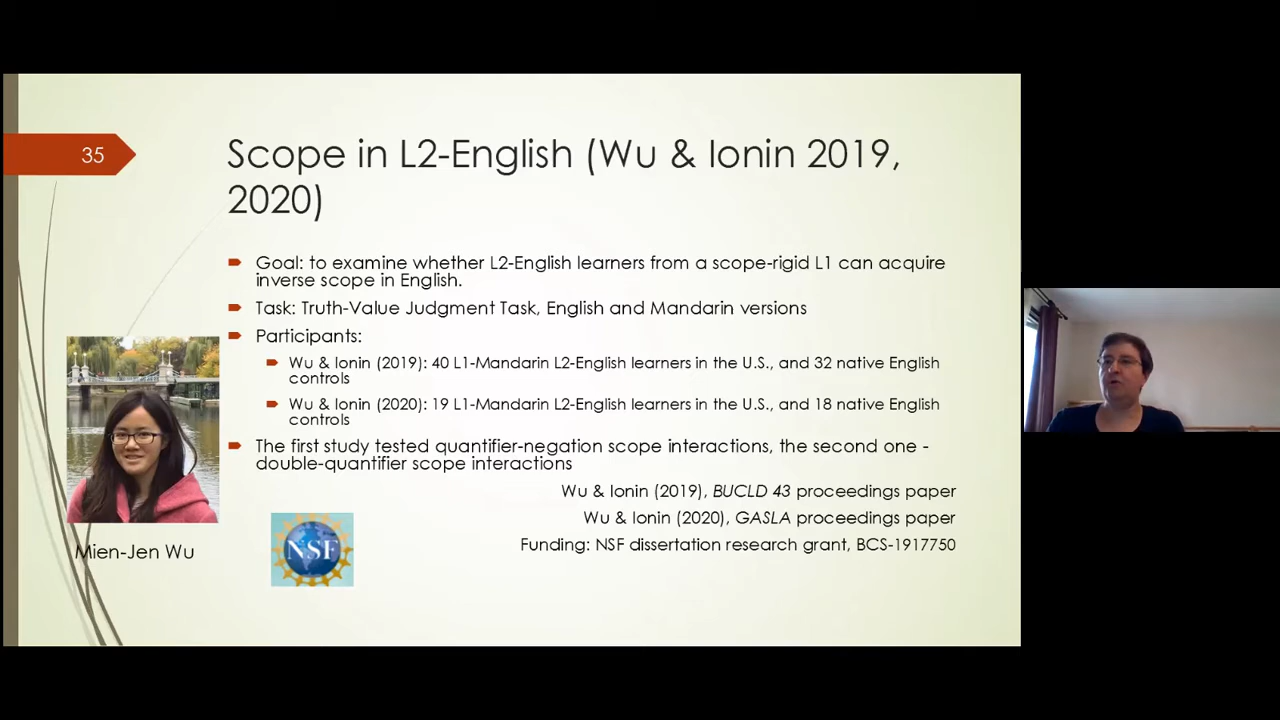 35
Scope in L2-English (Wu & Ionin 2019,
2020)
Goal: to examine whether L2-English learners from a scope-rigid L1 can acquire
inverse scope in English.
Task: Truth-Value Judgment Task, English and Mandarin versions
Participants:
Wu & Ionin (2019): 40 L1-Mandarin L2-English learners in the U.S., and 32 native English
controls
Wu & Ionin (2020): 19 L1-Mandarin L2-English learners in the U.S., and 18 native English
controls
The first study tested quantifier-negation scope interactions, the second one -
double-quantifier scope interactions
Wu & Ionin (2019), BUCLD 43 proceedings paper
Wu & Ionin (2020), GASLA proceedings paper
Funding: NSF dissertation research grant, BCS-1917750
Mien-Jen Wu
NSF